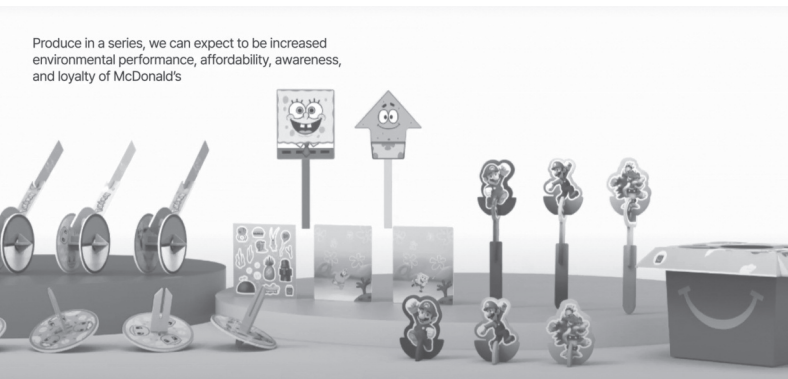 Produce in a series, we can expect to be increased
environmental performance, affordability, awareness,
and loyalty of McDonald's